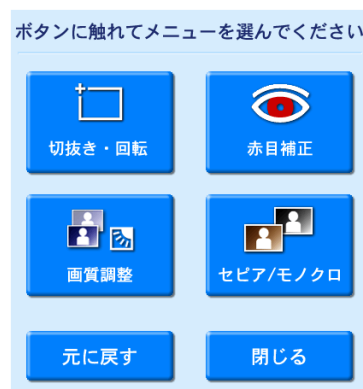 ボタンに触れてメニューを選んでください
切抜き・回転
赤目補正
画質調整
セピア/モノクロ
元に戻す
閉じる